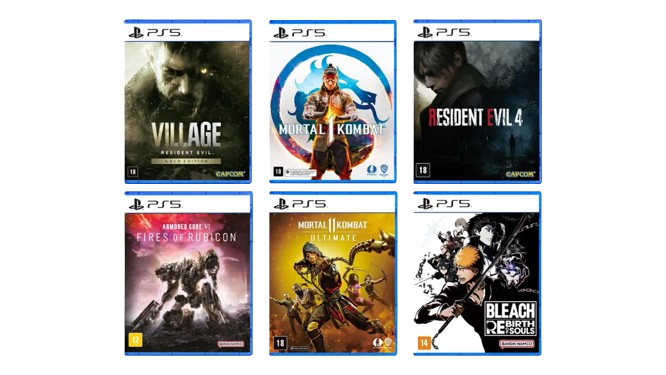 PS5
VILLAGE
RESIDENT EVIL.
GOLD EDITION
18
CAPCOM
PS5
MORTAL KOMBAT 1
18
PS5
RESIDENT EVIL 4
18
CAPCOM
PS5
ARMORED CORE VI
FIRES OF RUBICON
12
BANDAI NAMCO
PS5
MORTAL KOMBAT 11
ULTIMATE
18
PS5
BLEACH
REBIRTH OF SOULS
14
BANDAI NAMCO